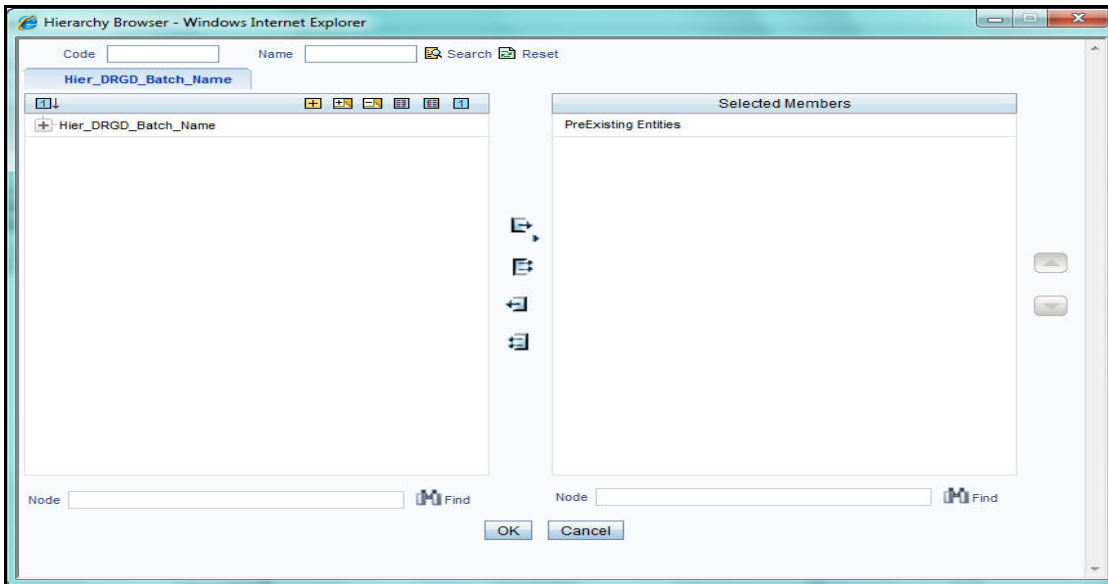 Hierarchy Browser - Windows Internet Explorer
Code Name Search Reset
Hier_DRGD_Batch_Name
Selected Members
Hier_DRGD_Batch_Name
PreExisting Entities
Node Find
Node Find
OK Cancel